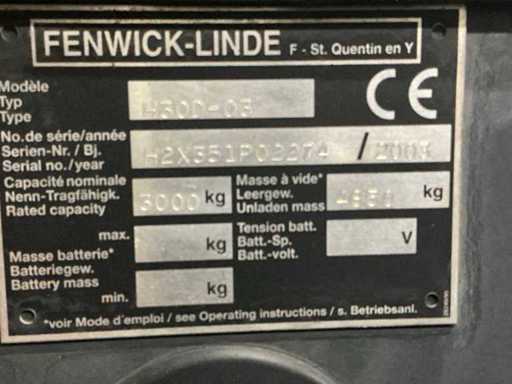 FENWICK-LINDE F - St. Quentin en Y
Modèle
Typ
Type
H30D-03
CE
No.de série/année
Serien-Nr. / Bj.
Serial no./year
H2X351P02274 / 2003
Capacité nominale
Nenn-Tragfähigk.
Rated capacity
3000 kg
Masse à vide*
Leergew.
Unladen mass
kg
max.
kg
Masse batterie*
Batteriegew.
Battery mass
min.
kg
Tension batt.
Batt.-Sp.
Batt.-volt.
V
*voir Mode d'emploi / see Operating instructions / s. Betriebsanl.